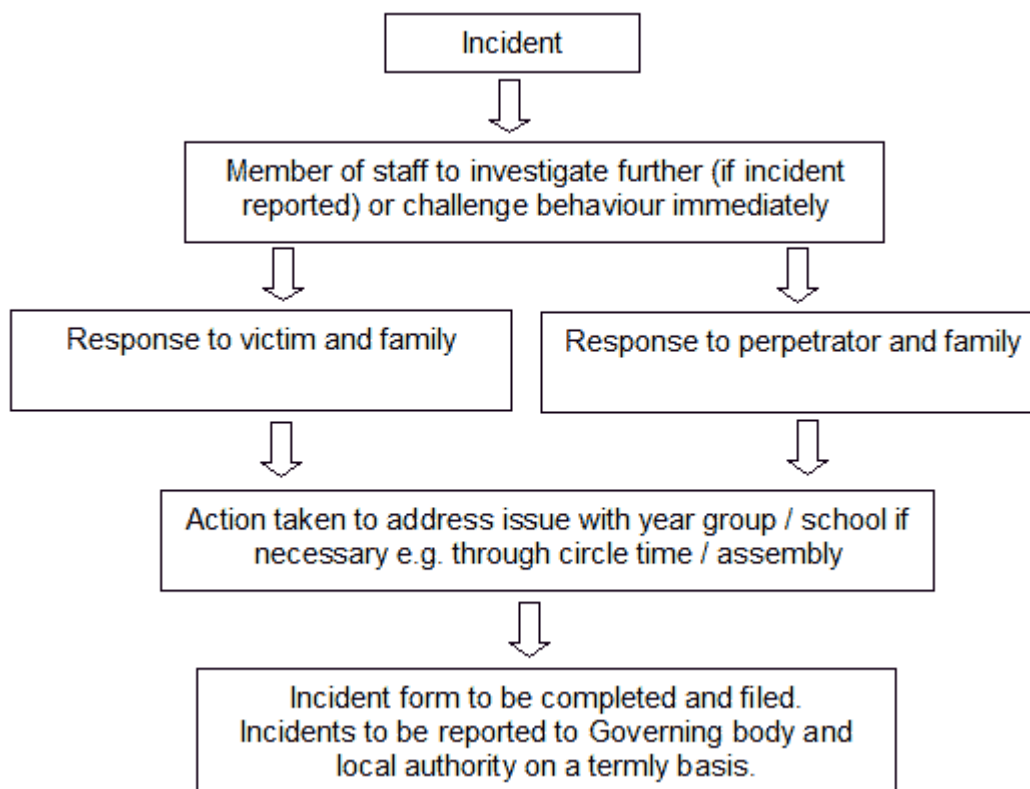 Incident
Member of staff to investigate further (if incident
reported) or challenge behaviour immediately
Response to victim and family
Response to perpetrator and family
Action taken to address issue with year group / school if
necessary e.g. through circle time / assembly
Incident form to be completed and filed.
Incidents to be reported to Governing body and
local authority on a termly basis.